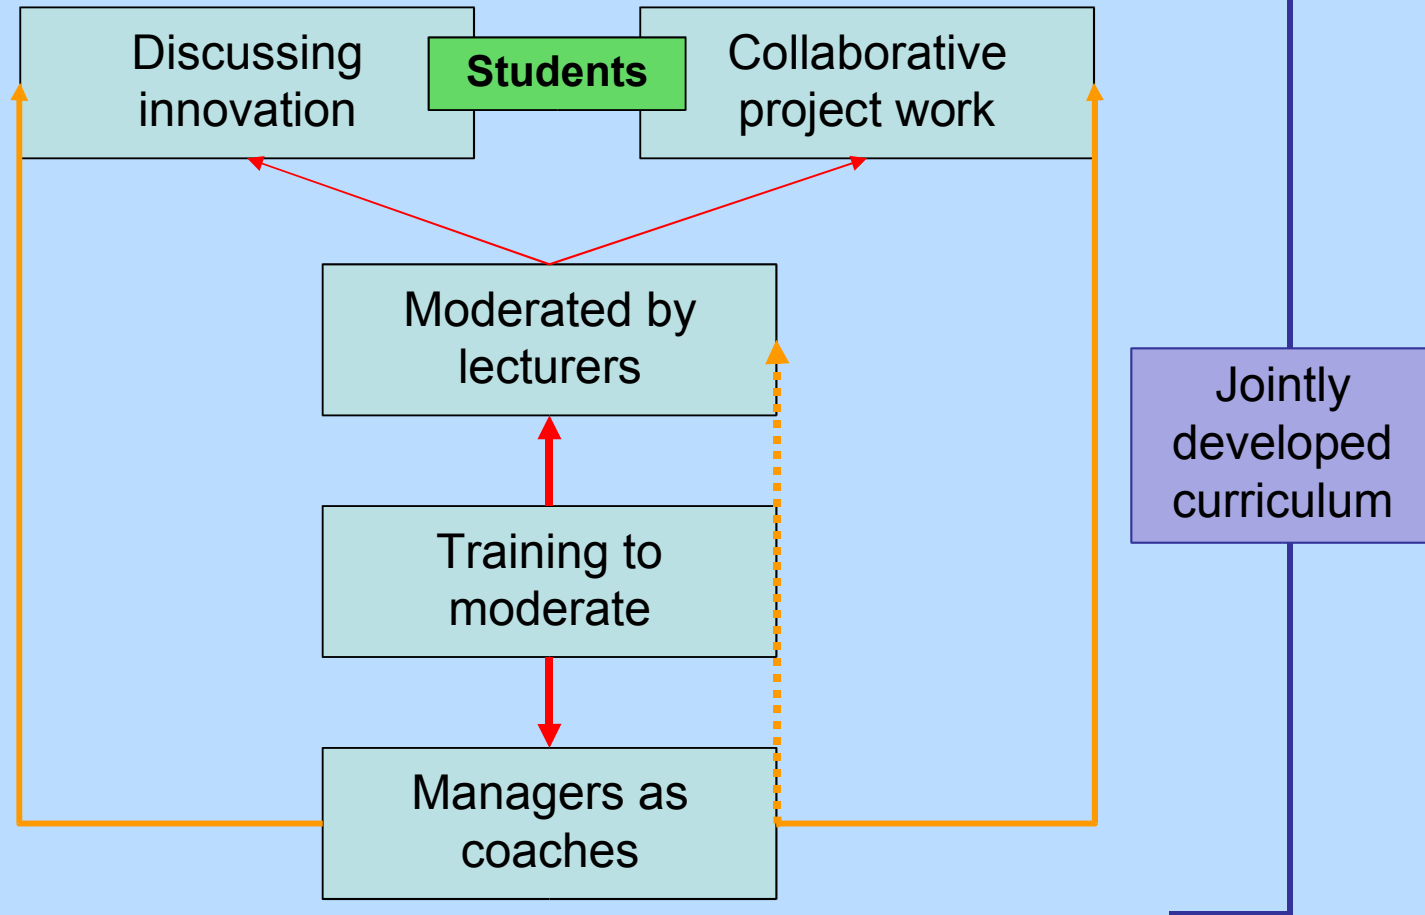 Discussing
innovation
Students
Collaborative
project work
Moderated by
lecturers
Jointly
developed
curriculum
Training to
moderate
Managers as
coaches